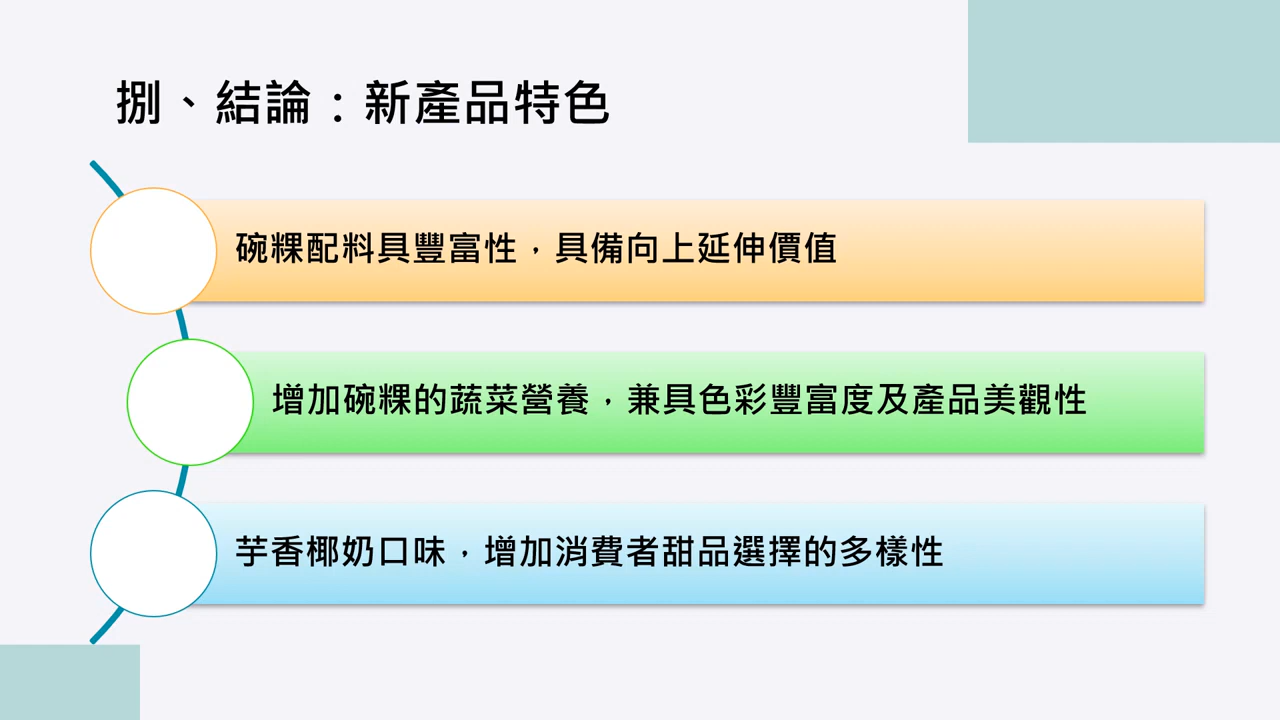 捌、結論：新產品特色
碗粿配料具豐富性，具備向上延伸價值
增加碗粿的蔬菜營養，兼具色彩豐富度及產品美觀性
芋香椰奶口味，增加消費者甜品選擇的多樣性